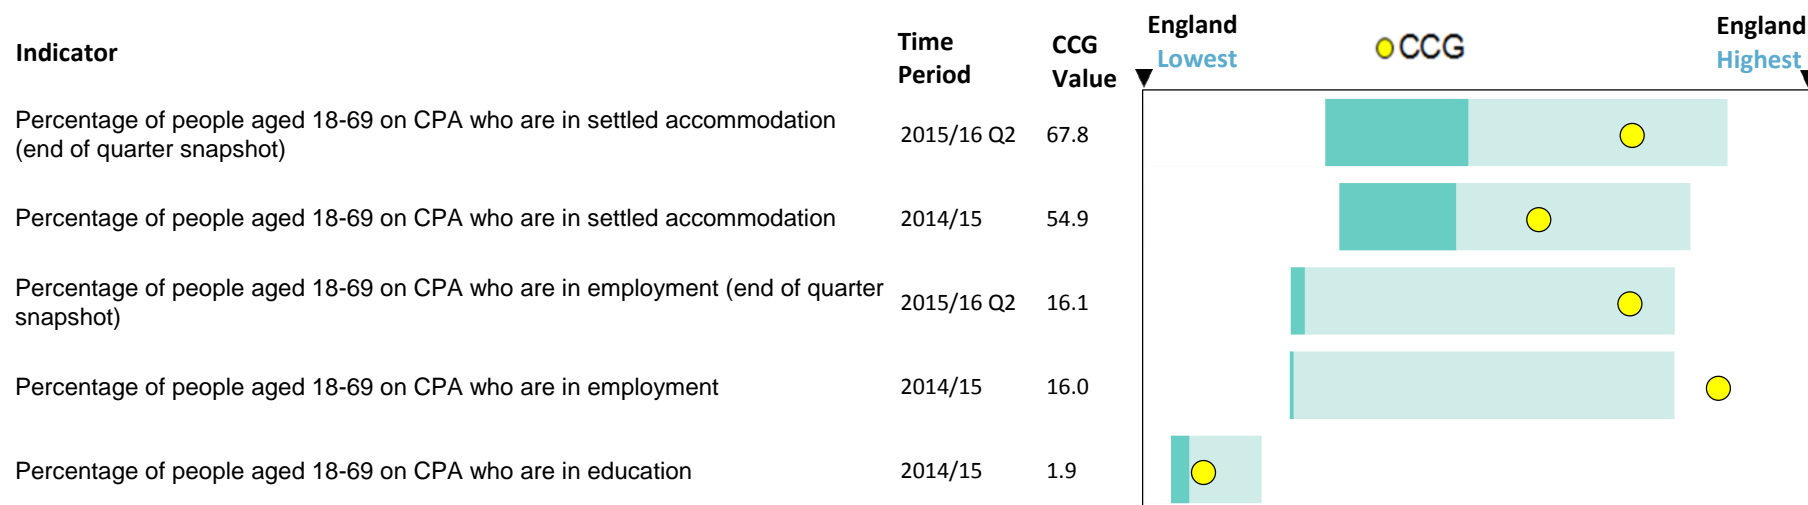 Indicator
Time
Period
CCG
Value
England
Lowest
CCG
England
Highest
Percentage of people aged 18-69 on CPA who are in settled accommodation
(end of quarter snapshot)
2015/16 Q2
67.8
Percentage of people aged 18-69 on CPA who are in settled accommodation
2014/15
54.9
Percentage of people aged 18-69 on CPA who are in employment (end of quarter
snapshot)
2015/16 Q2
16.1
Percentage of people aged 18-69 on CPA who are in employment
2014/15
16.0
Percentage of people aged 18-69 on CPA who are in education
2014/15
1.9